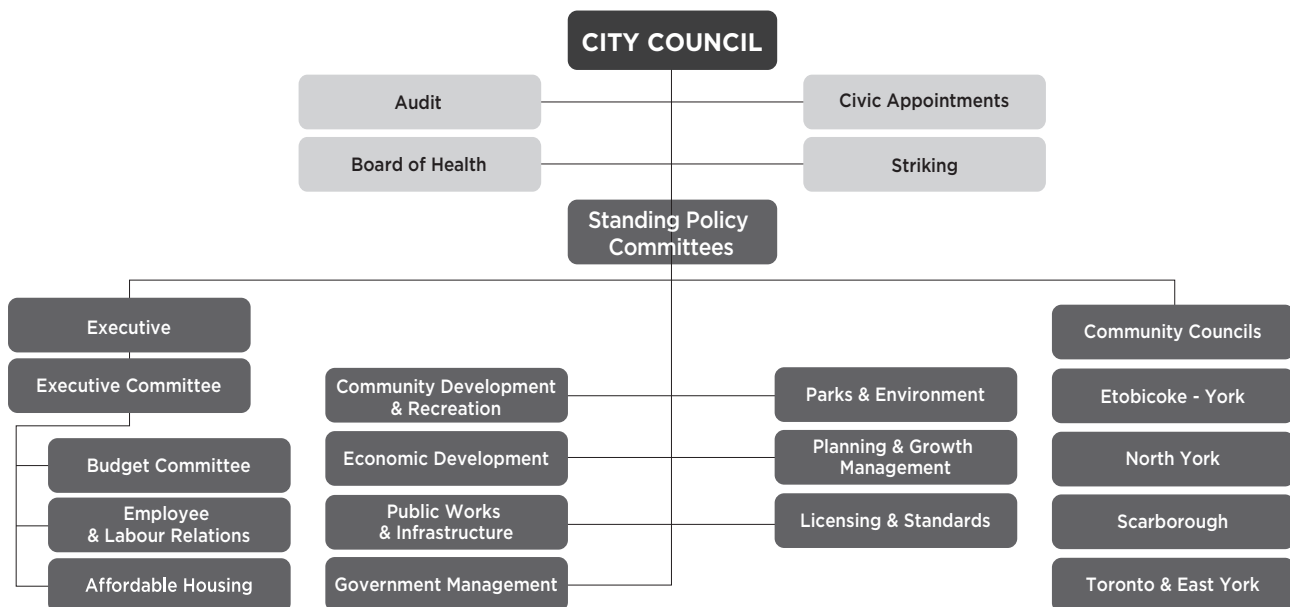 CITY COUNCIL
Audit
Civic Appointments
Board of Health
Striking
Standing Policy
Committees
Executive
Executive Committee
Budget Committee
Employee
& Labour Relations
Affordable Housing
Community Development
& Recreation
Economic Development
Public Works
& Infrastructure
Government Management
Parks & Environment
Planning & Growth
Management
Licensing & Standards
Community Councils
Etobicoke - York
North York
Scarborough
Toronto & East York